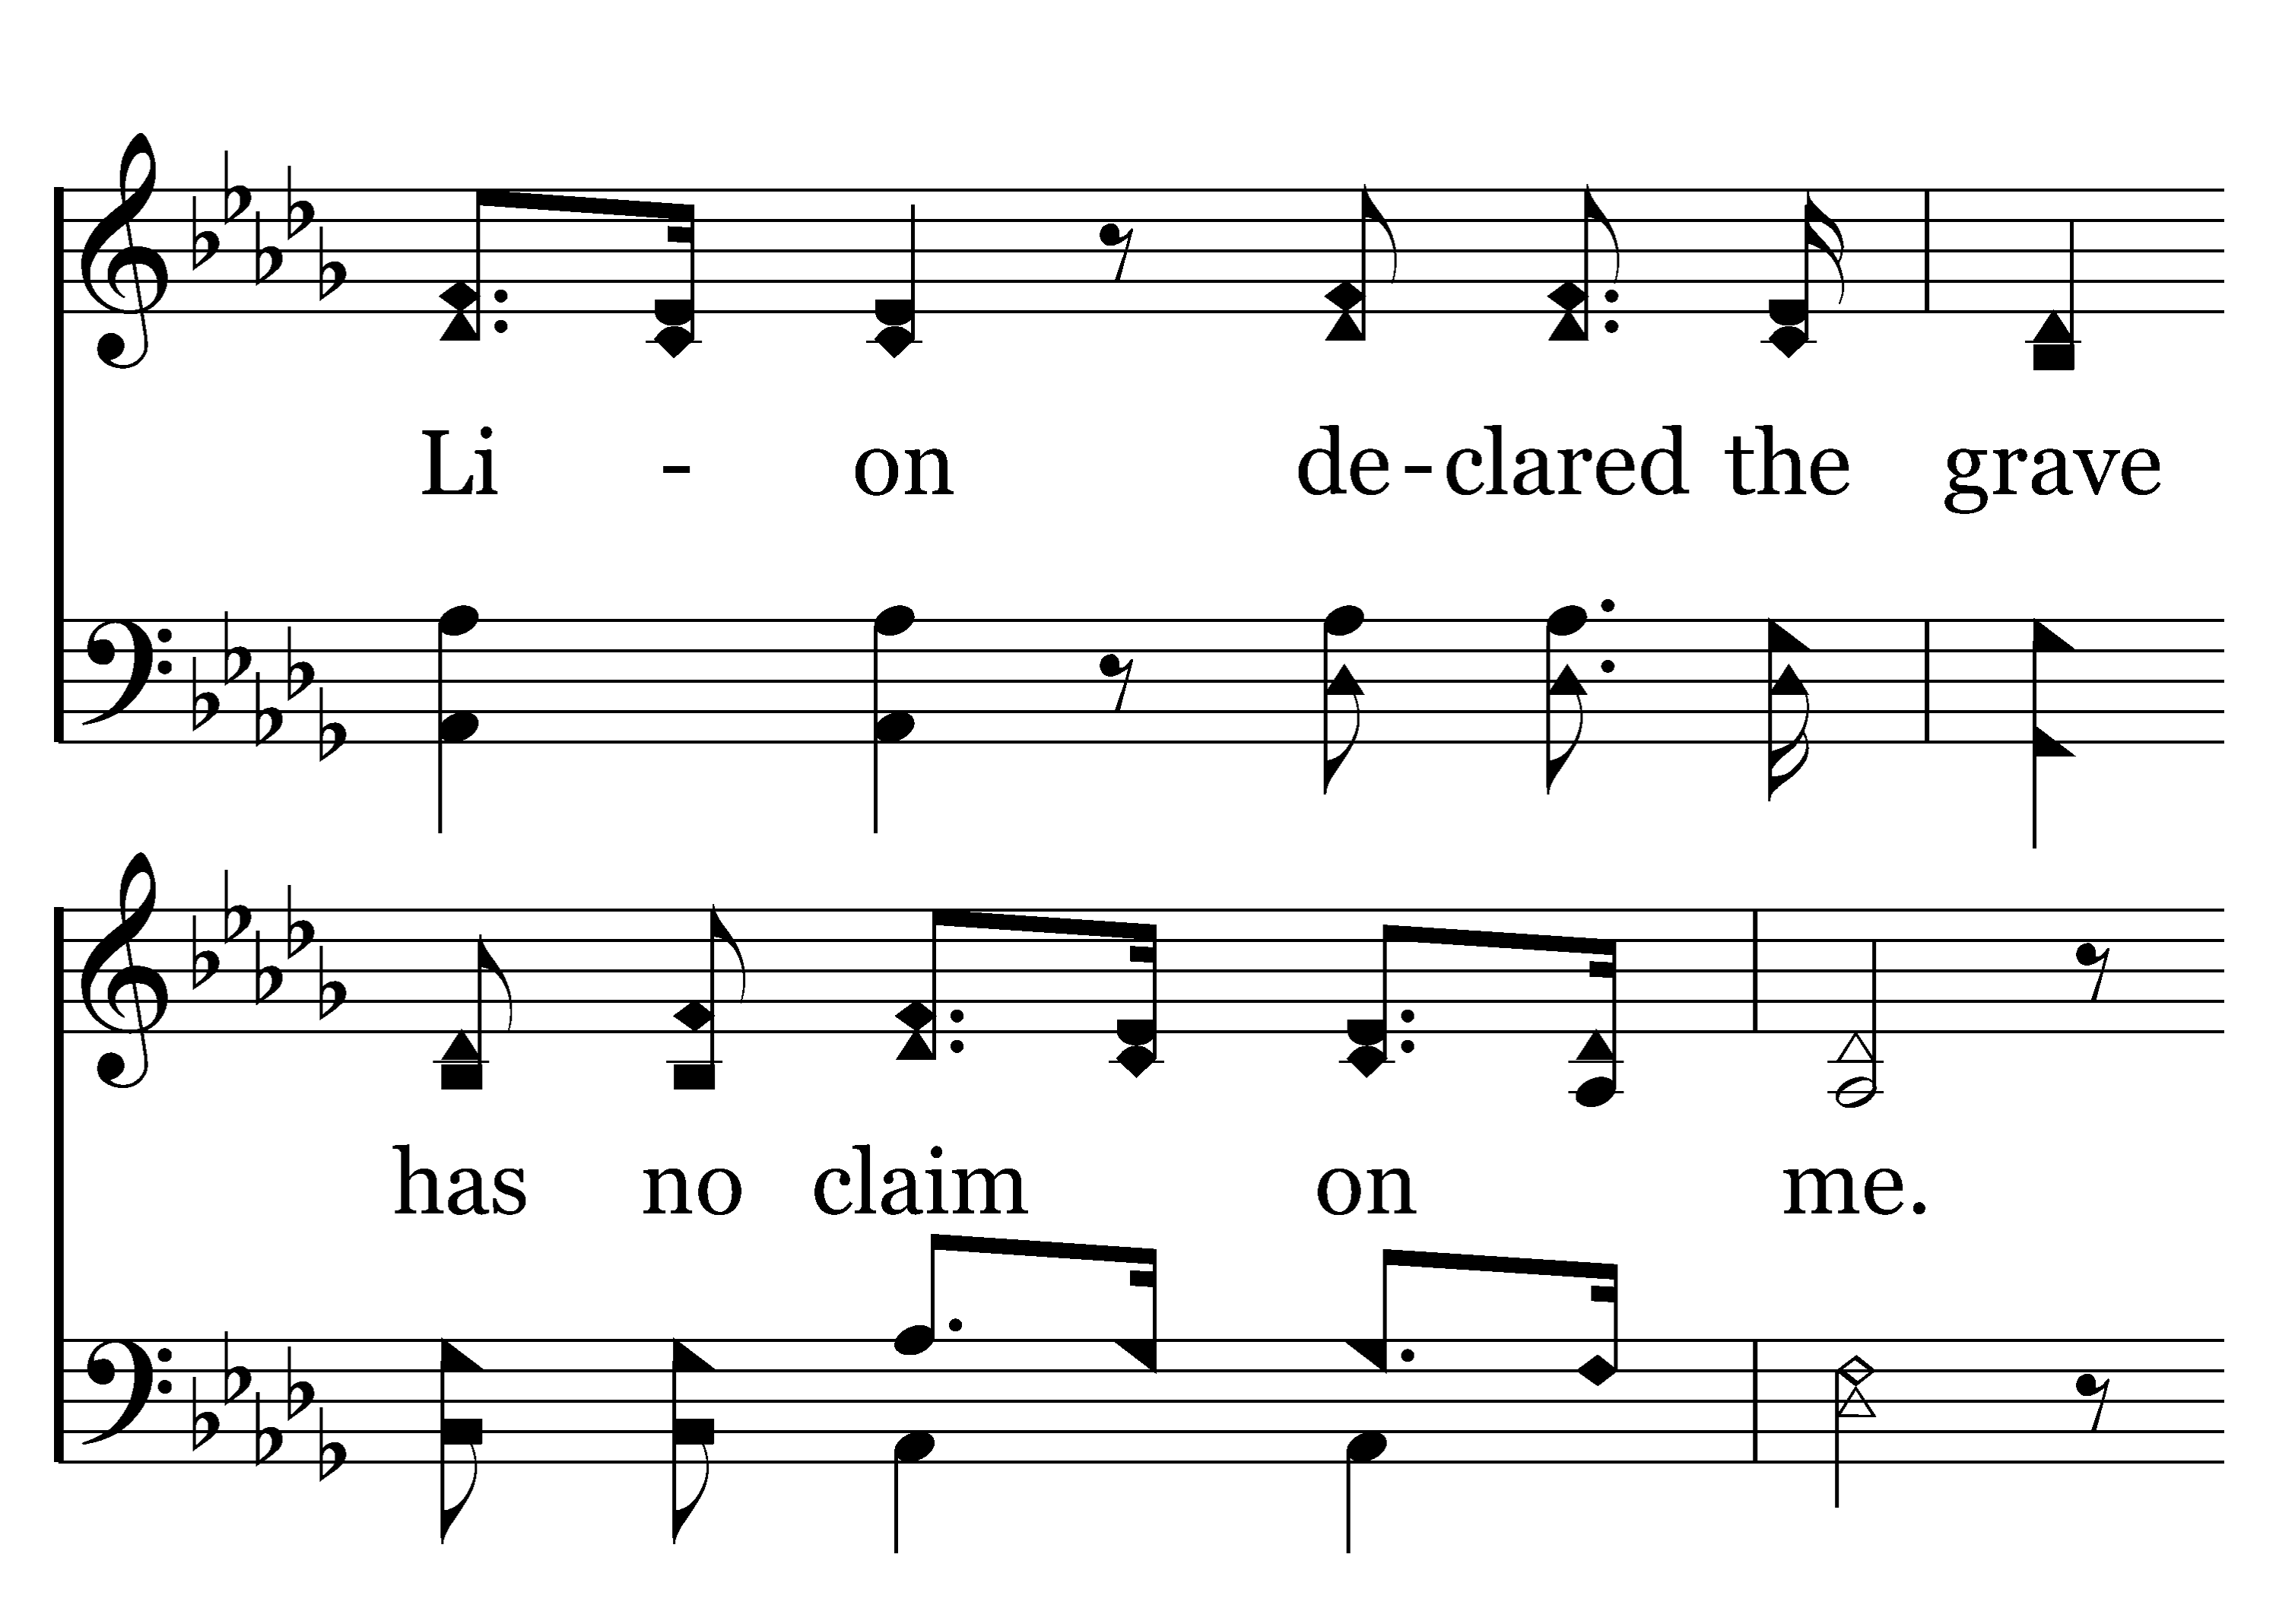 Li - on de-clared the grave
has no claim on me.